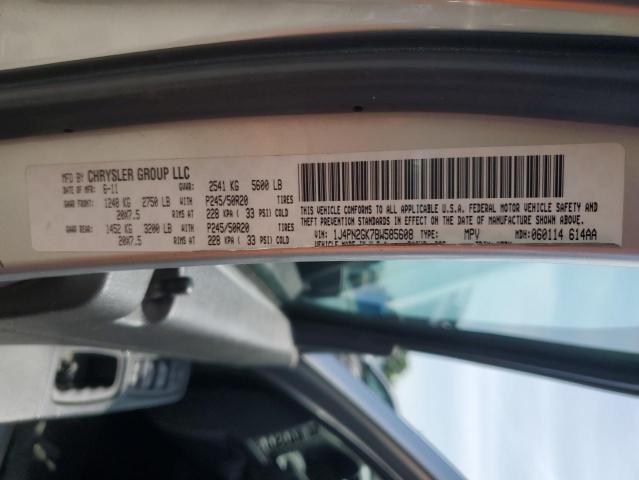 MFD BY CHRYSLER GROUP LLC
DATE OF MFR 6-11 GVWR: 2541 KG 5600 LB
GAWR FRONT: 1248 KG 2750 LB P245/50R20 TIRES
20X7.5 RIMS AT 228 KPA ( 33 PSI) COLD
GAWR REAR: 1452 KG 3200 LB P245/50R20 TIRES
20X7.5 RIMS AT 228 KPA ( 33 PSI) COLD
THIS VEHICLE CONFORMS TO ALL APPLICABLE U.S.A. FEDERAL MOTOR VEHICLE SAFETY AND
THEFT PREVENTION STANDARDS IN EFFECT ON THE DATE OF MANUFACTURE SHOWN ABOVE.
VIN: 1J4PN2GK7BW585608 TYPE: MPV MDH: 060114 614AA
VEHICLE MADE IN